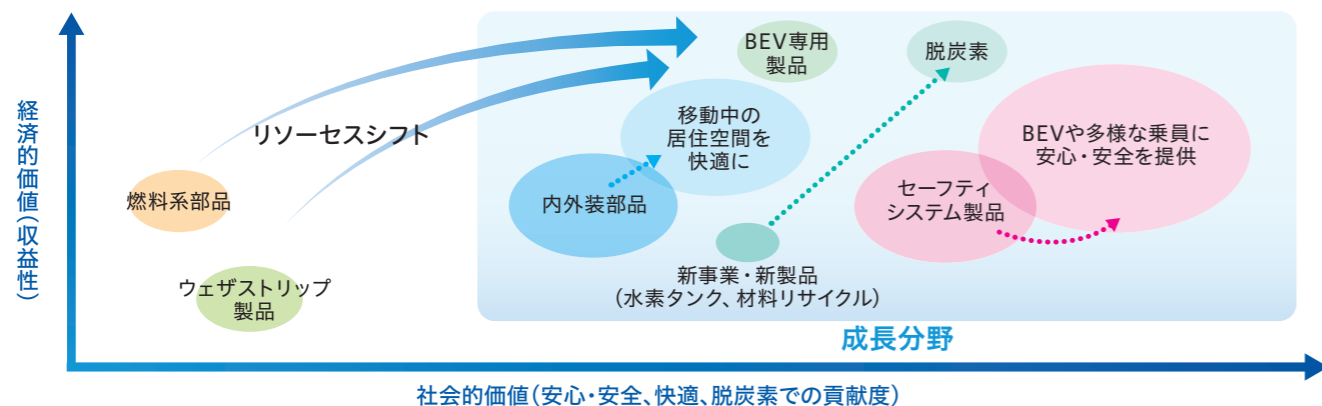 経済的価値(収益性)
リソーセスシフト
燃料系部品
ウェザストリップ
製品
BEV専用
製品
脱炭素
移動中の
居住空間を
快適に
内外装部品
BEVや多様な乗員に
安心・安全を提供
セーフティ
システム製品
新事業・新製品
(水素タンク、材料リサイクル)
成長分野
社会的価値(安心・安全、快適、脱炭素での貢献度)